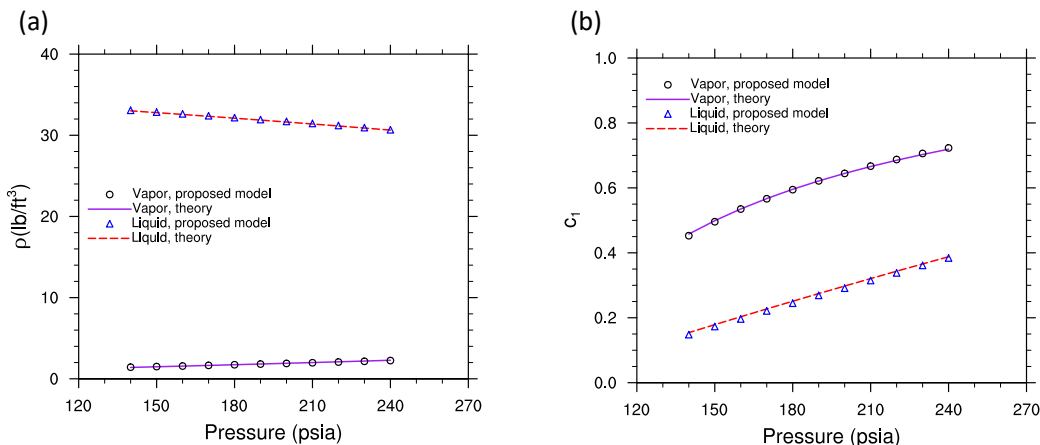 (a)
40
30
20
10
0
ρ(lb/ft³)
Vapor, proposed model
Vapor, theory
Liquid, proposed model
LIquid, theory
120 150 180 210 240 270
Pressure (psia)
(b)
1.0
0.8
0.6
0.4
0.2
0.0
c₁
Vapor, proposed model
Vapor, theory
Liquid, proposed model
Liquid, theory
120 150 180 210 240 270
Pressure (psia)